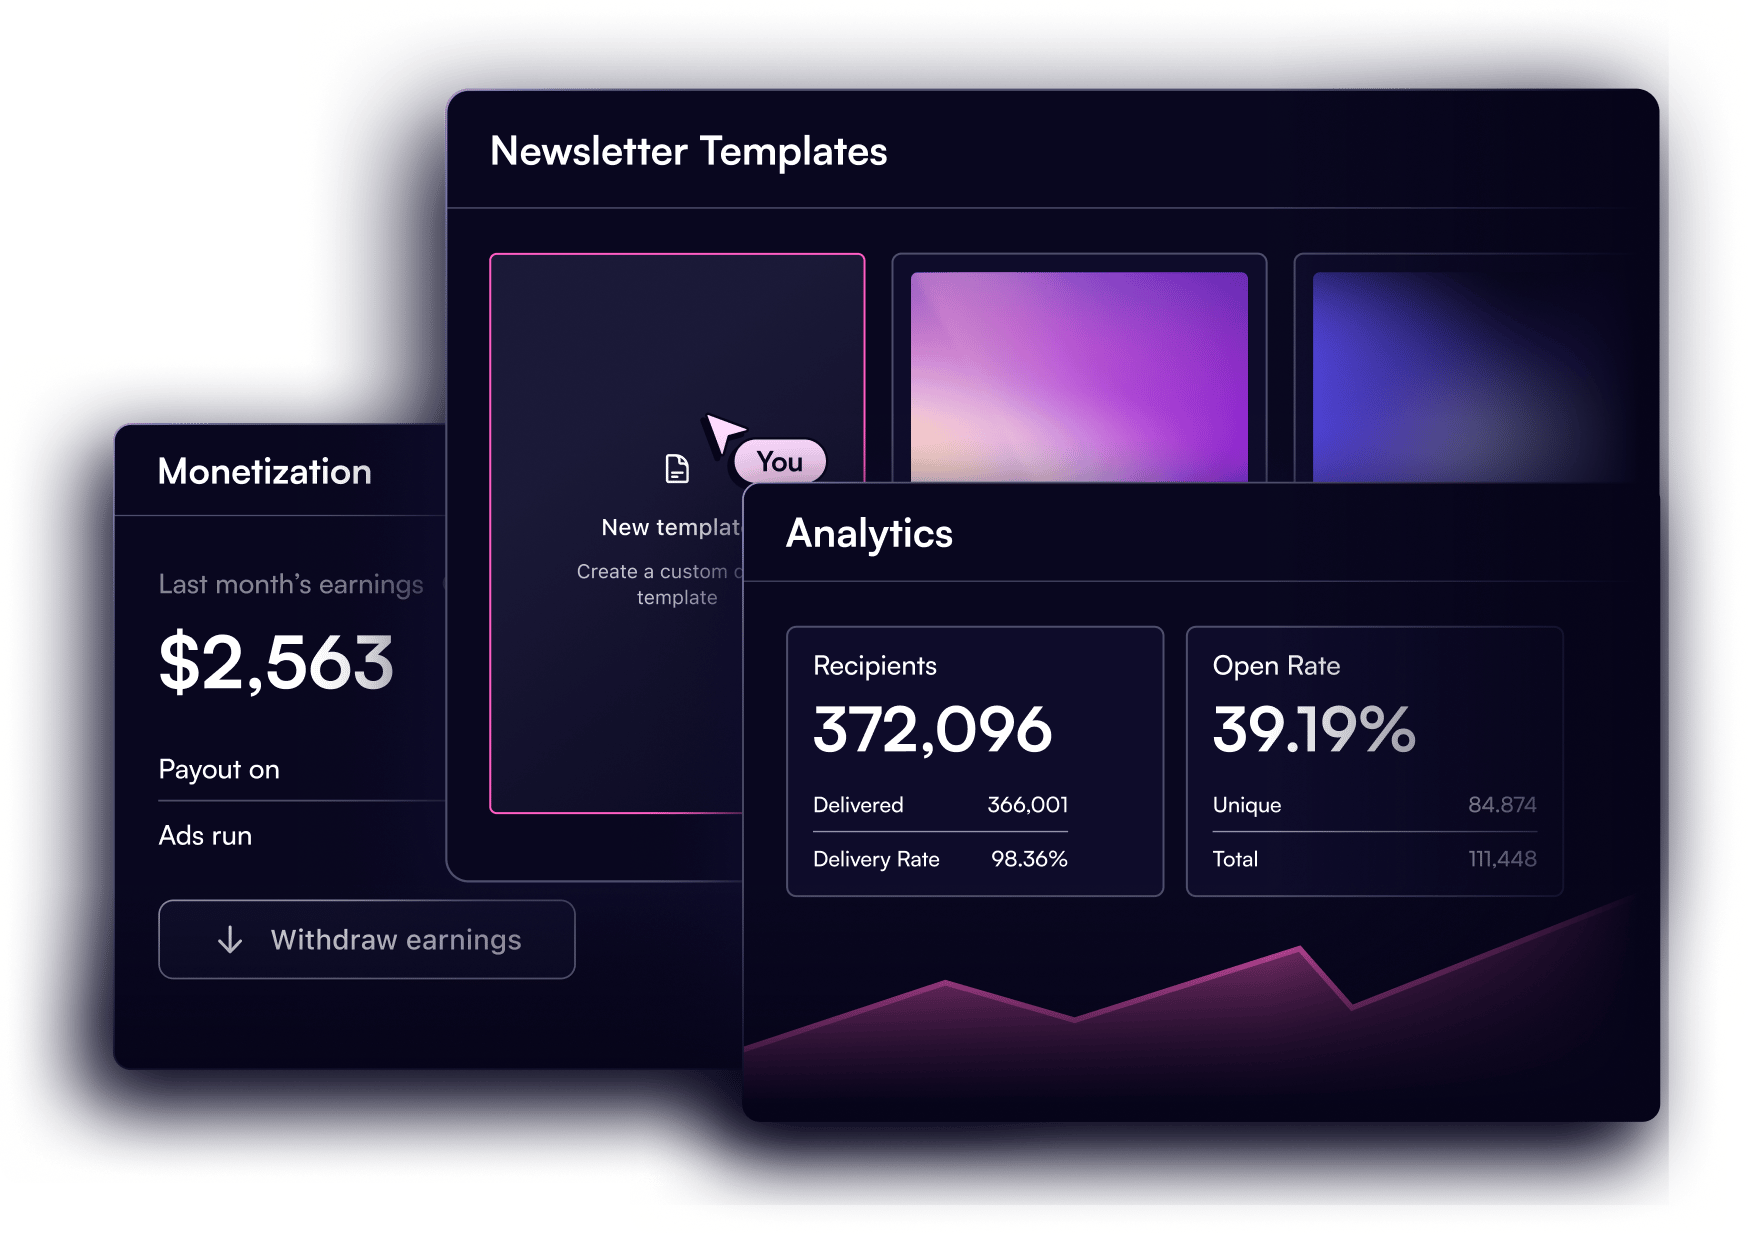 Newsletter Templates
You
New
Create a custom
template
Monetization
Last month's earnings
$2,563
Payout on
Ads run
Withdraw earnings
Analytics
Recipients
372,096
Delivered 366,001
Delivery Rate 98.36%
Open Rate
39.19%
Unique 84.874
Total 111,448